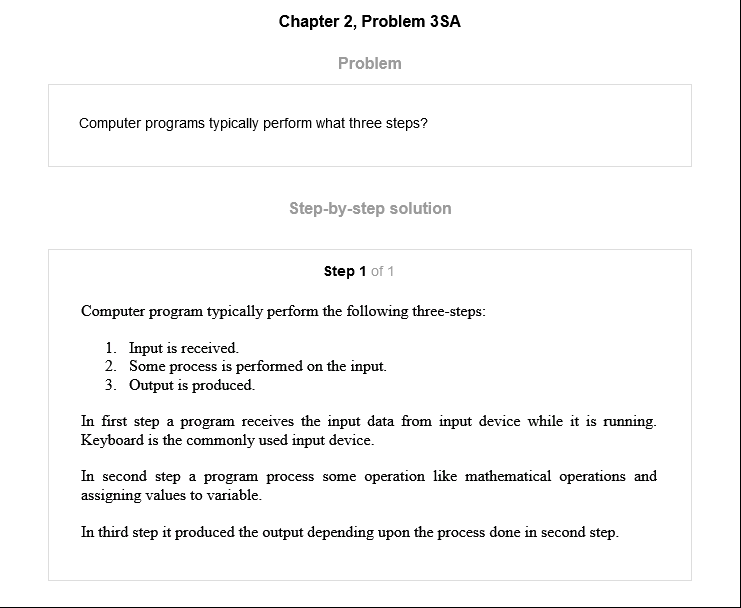 Chapter 2, Problem 3SA
Problem
Computer programs typically perform what three steps?
Step-by-step solution
Step 1 of 1
Computer program typically perform the following three-steps:
1. Input is received.
2. Some process is performed on the input.
3. Output is produced.
In first step a program receives the input data from input device while it is running.
Keyboard is the commonly used input device.
In second step a program process some operation like mathematical operations and
assigning values to variable.
In third step it produced the output depending upon the process done in second step.